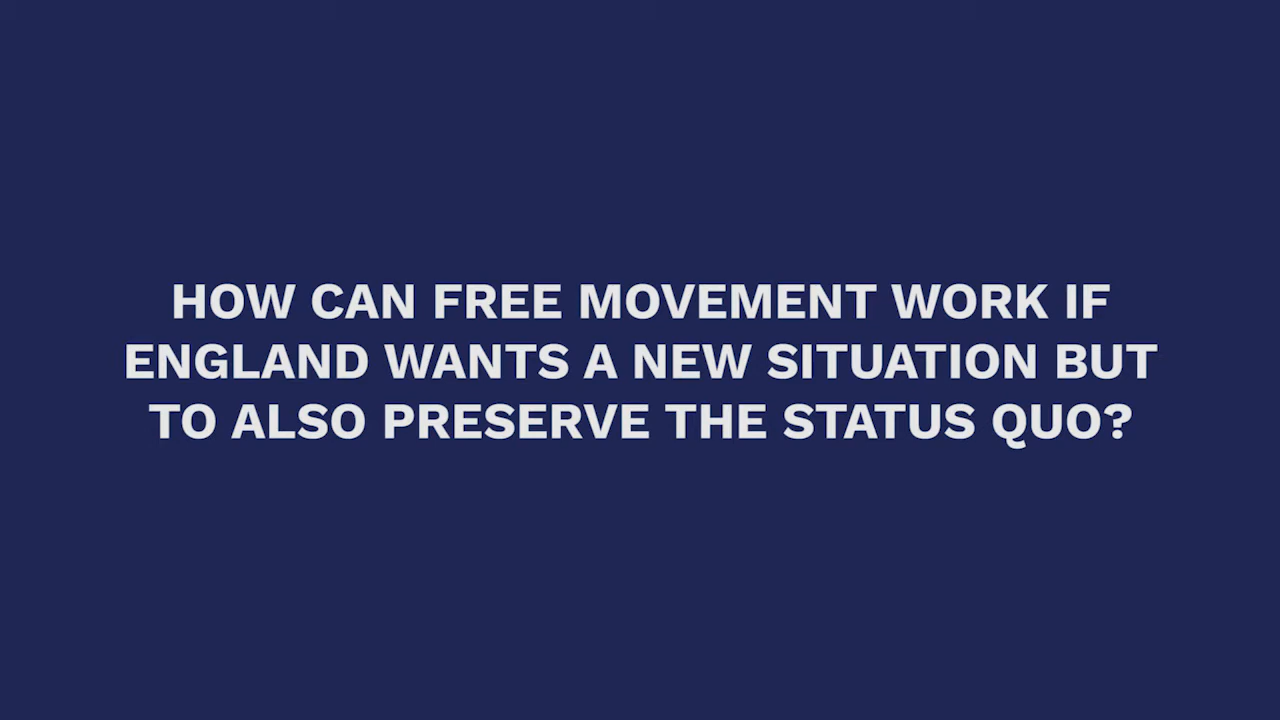 HOW CAN FREE MOVEMENT WORK IF
ENGLAND WANTS A NEW SITUATION BUT
TO ALSO PRESERVE THE STATUS QUO?